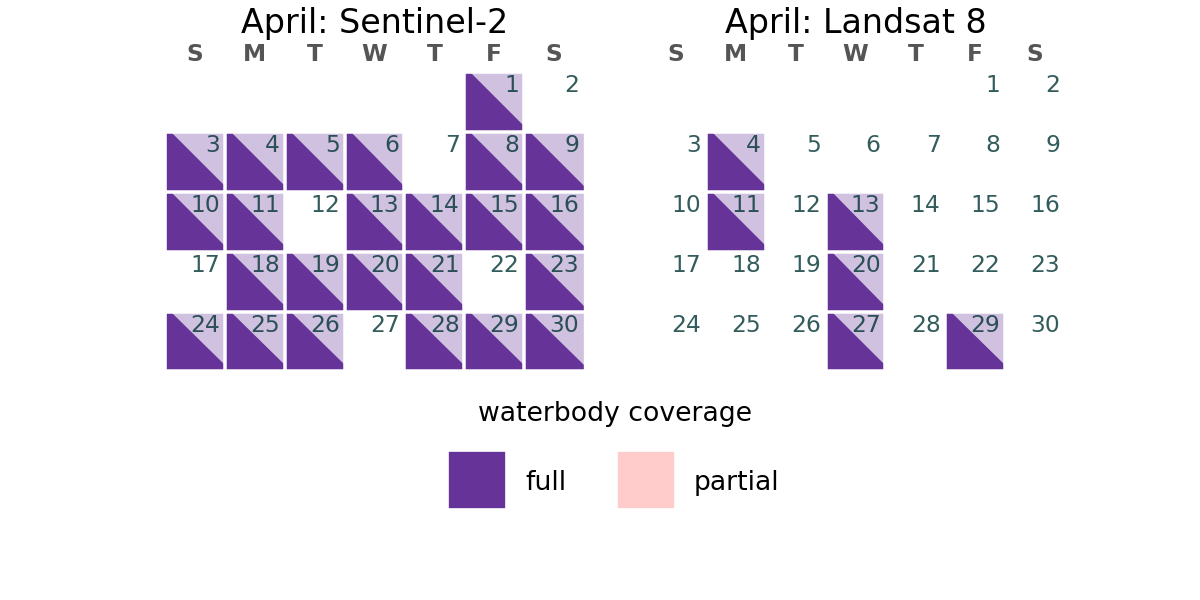 April: Sentinel-2
S M T W T F S
1 2
3 4 5 6 7 8 9
10 11 12 13 14 15 16
17 18 19 20 21 22 23
24 25 26 27 28 29 30
April: Landsat 8
S M T W T F S
1 2
3 4 5 6 7 8 9
10 11 12 13 14 15 16
17 18 19 20 21 22 23
24 25 26 27 28 29 30
waterbody coverage
full
partial